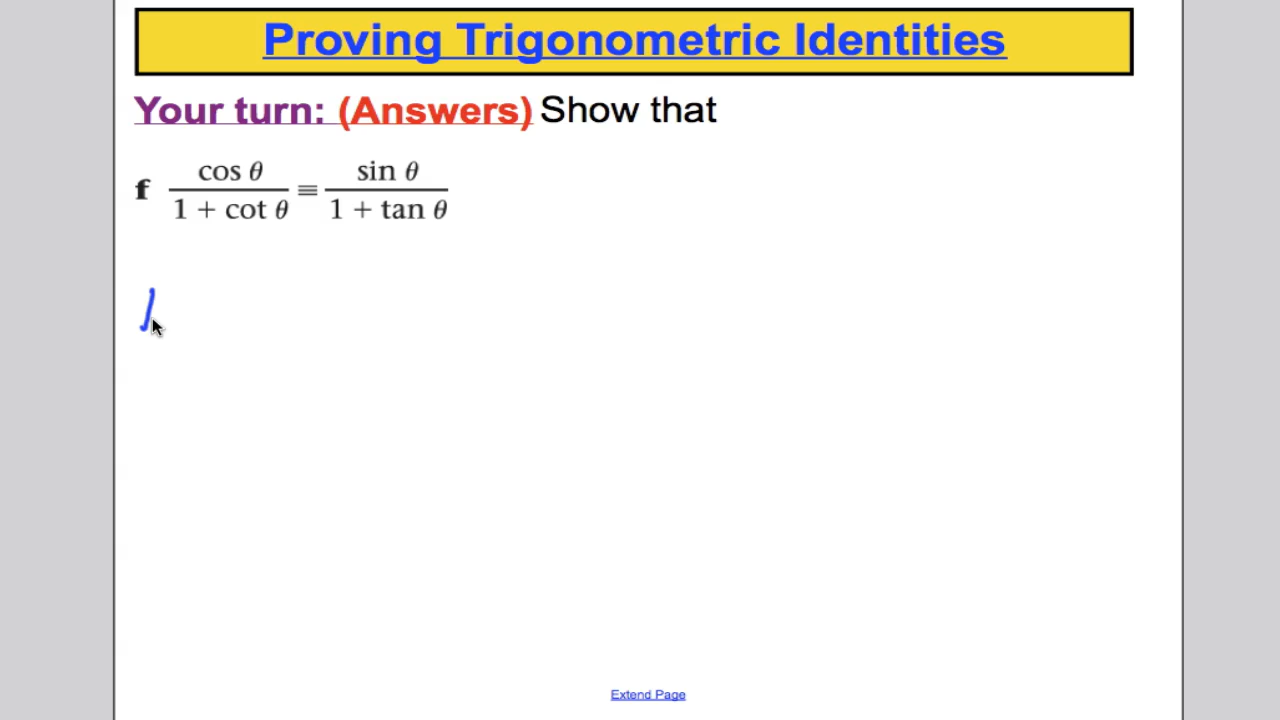 Proving Trigonometric Identities
Your turn: (Answers) Show that
f cos θ / 1 + cot θ ≡ sin θ / 1 + tan θ
Extend Page